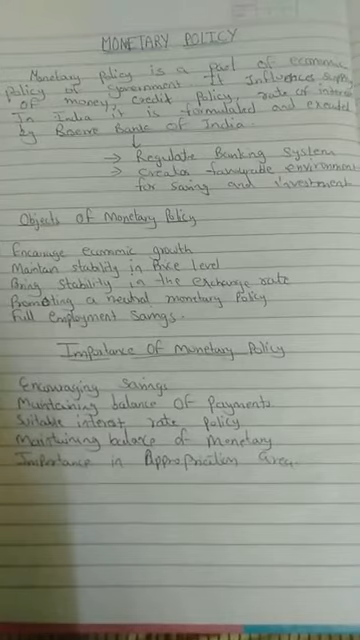 MONETARY POLICY
Monetary policy is a part of economic
policy of government It Influences supply
of money, credit policy, rate of interest
In India it is formulated and executed
by Reserve Bank of India.
→ Regulate Banking System
→ Creates favourable environment
for saving and investment
Objects of Monetary Policy
Encourage economic growth
Maintain stability in Price Level
Bring stability in the exchange rate
Promoting a neutral monetary Policy
Full Employment Savings.
Importance Of Monetary Policy
Encouraging Savings
Maintaining balance Of Payments
Suitable interest rate policy
Maintaining balance of Monetary
Importance in Area.